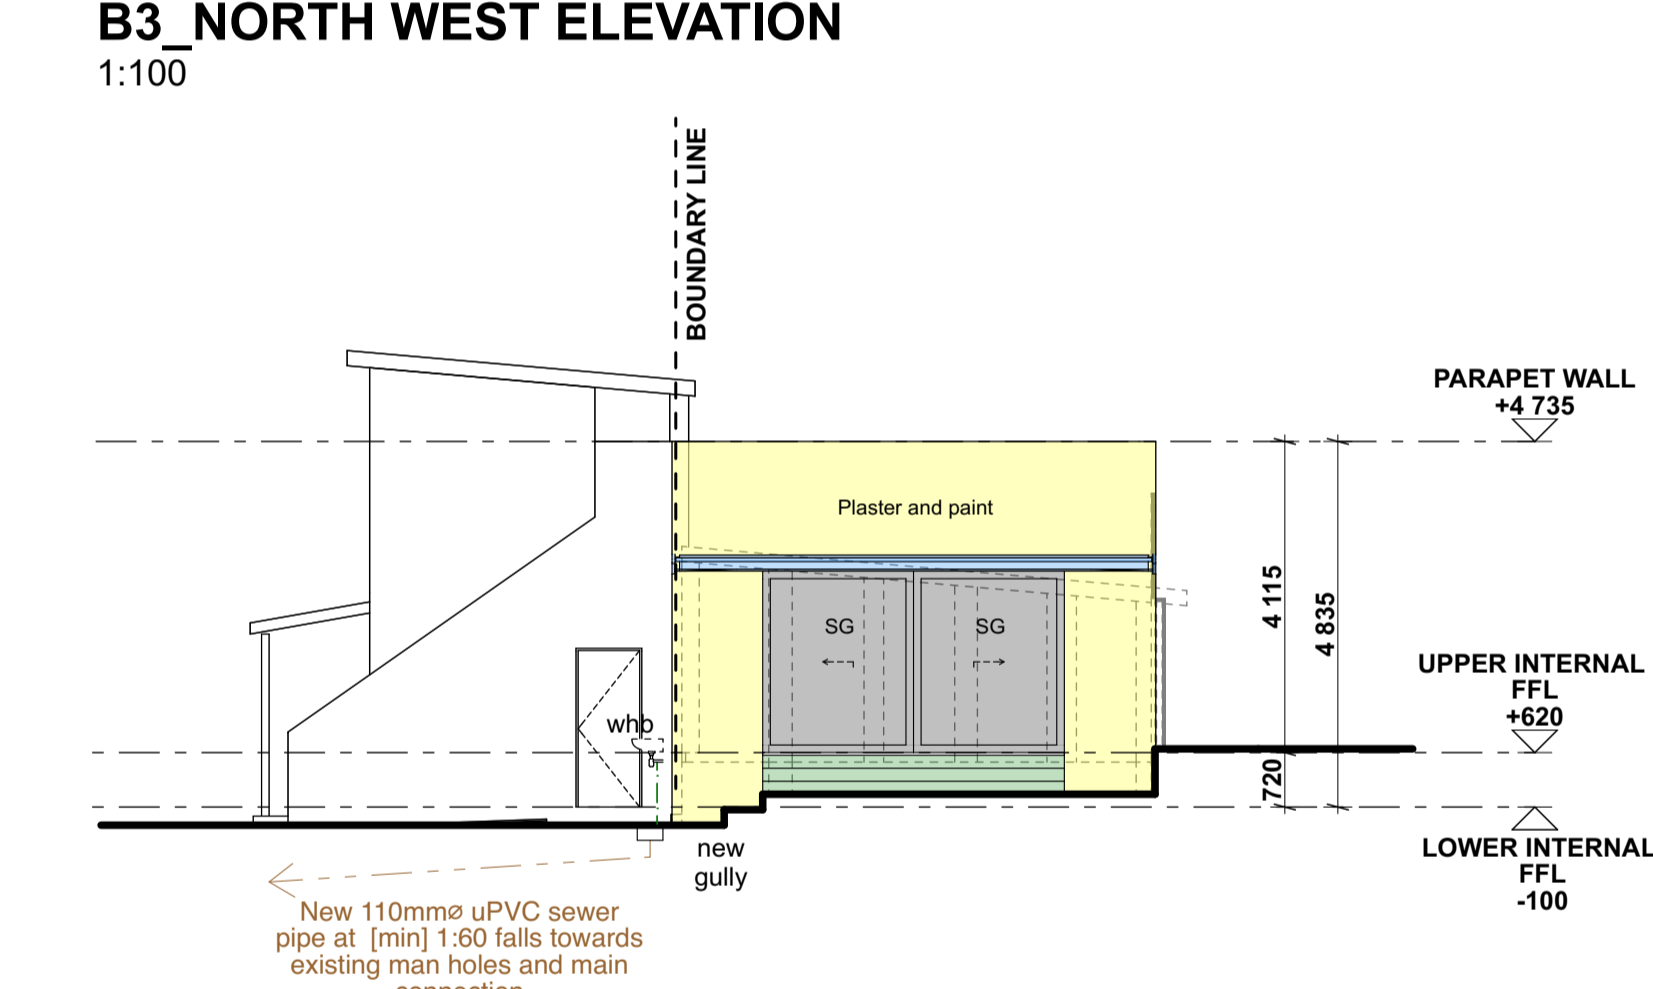 B3_NORTH WEST ELEVATION
1:100
BOUNDARY LINE
PARAPET WALL
+4 735
Plaster and paint
4 115
4 835
SG
SG
UPPER INTERNAL
FFL
+620
whb
720
new
gully
LOWER INTERNAL
FFL
-100
New 110mmø uPVC sewer
pipe at [min] 1:60 falls towards
existing man holes and main
connection